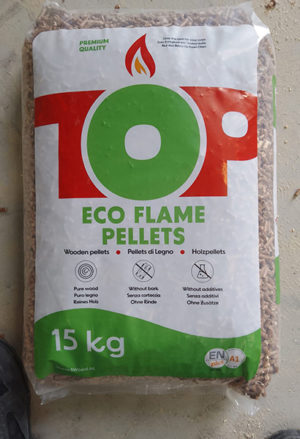 PREMIUM
QUALITY
TOP
ECO FLAME
PELLETS
Wooden pellets • Pellets di Legno • Holzpellets
Pure wood
Puro legno
Reines Holz
Without bark
Senza corteccia
Ohne Rinde
Without additives
Senza additivi
Ohne Zusätze
15 kg
EN
A1